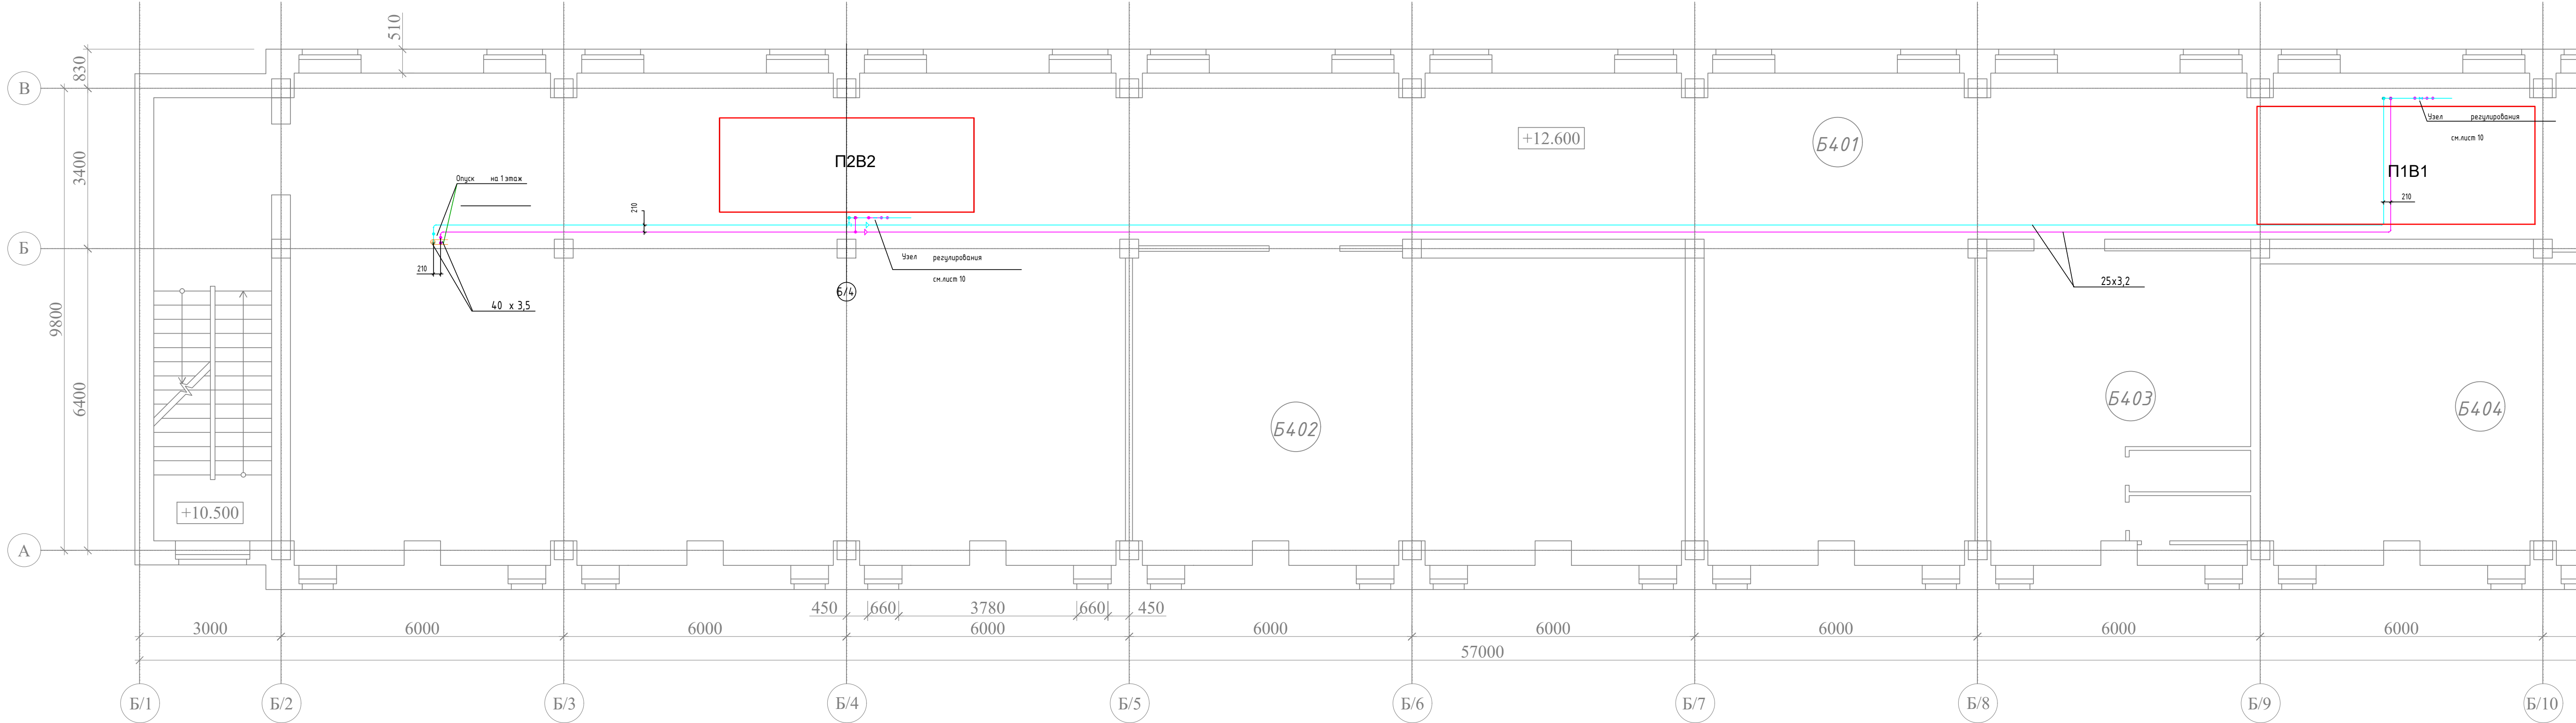 510
830
В
3400
+12.600
Б401
Узел регулирования
см.лист 10
П2В2
П1В1
Опуск на 1 этаж
210
210
Б
Узел регулирования
см.лист 10
210
25х3,2
Б/4
40 х 3,5
9800
6400
Б402
Б403
Б404
+10.500
А
450 660 3780 660 450
3000 6000 6000 6000 6000 6000 6000 6000 6000
57000
Б/1 Б/2 Б/3 Б/4 Б/5 Б/6 Б/7 Б/8 Б/9 Б/10